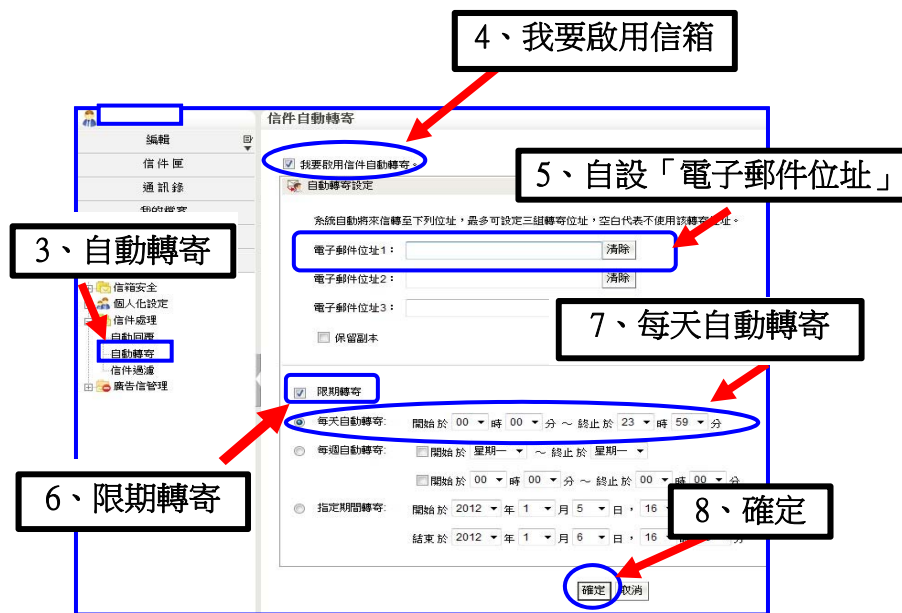 4、我要啟用信箱
信件自動轉寄
編輯
信件匣
通訊錄
我的檔案
3、自動轉寄
信箱安全
個人化設定
信件處理
自動回覆
自動轉寄
信件過濾
廣告信管理
我要啟用信件自動轉寄。
5、自設「電子郵件位址」
自動轉寄設定
系統自動將來信轉至下列位址，最多可設定三組轉寄位址，空白代表不使用該轉寄位址。
電子郵件位址1： 清除
電子郵件位址2： 清除
電子郵件位址3：
7、每天自動轉寄
保留副本
限期轉寄
每天自動轉寄: 開始於 00 時 00 分 ～ 終止於 23 時 59 分
每週自動轉寄: 開始於 星期一 ～ 終止於 星期一
6、限期轉寄
開始於 00 時 00 分 ～ 終止於 00 時 00 分
8、確定
指定期間轉寄: 開始於 2012 年 1 月 5 日， 16
結束於 2012 年 1 月 6 日， 16 分
確定 取消